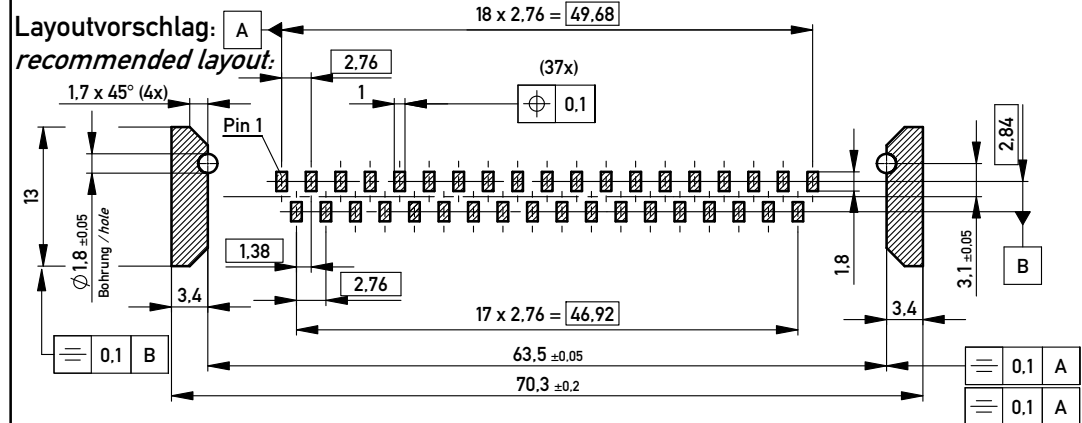 18 x 2,76 = 49,68
Layoutvorschlag: A
recommended layout:
2,76
(37x)
1,7 x 45° (4x)
1
⌖ 0,1
Pin 1
2,84
13
Ø1,8 ±0,05
Bohrung / hole
1,38
2,76
1,8
3,1 ±0,05
B
3,4
3,4
17 x 2,76 = 46,92
⌯ 0,1 B
63,5 ±0,05
⌯ 0,1 A
70,3 ±0,2
⌯ 0,1 A